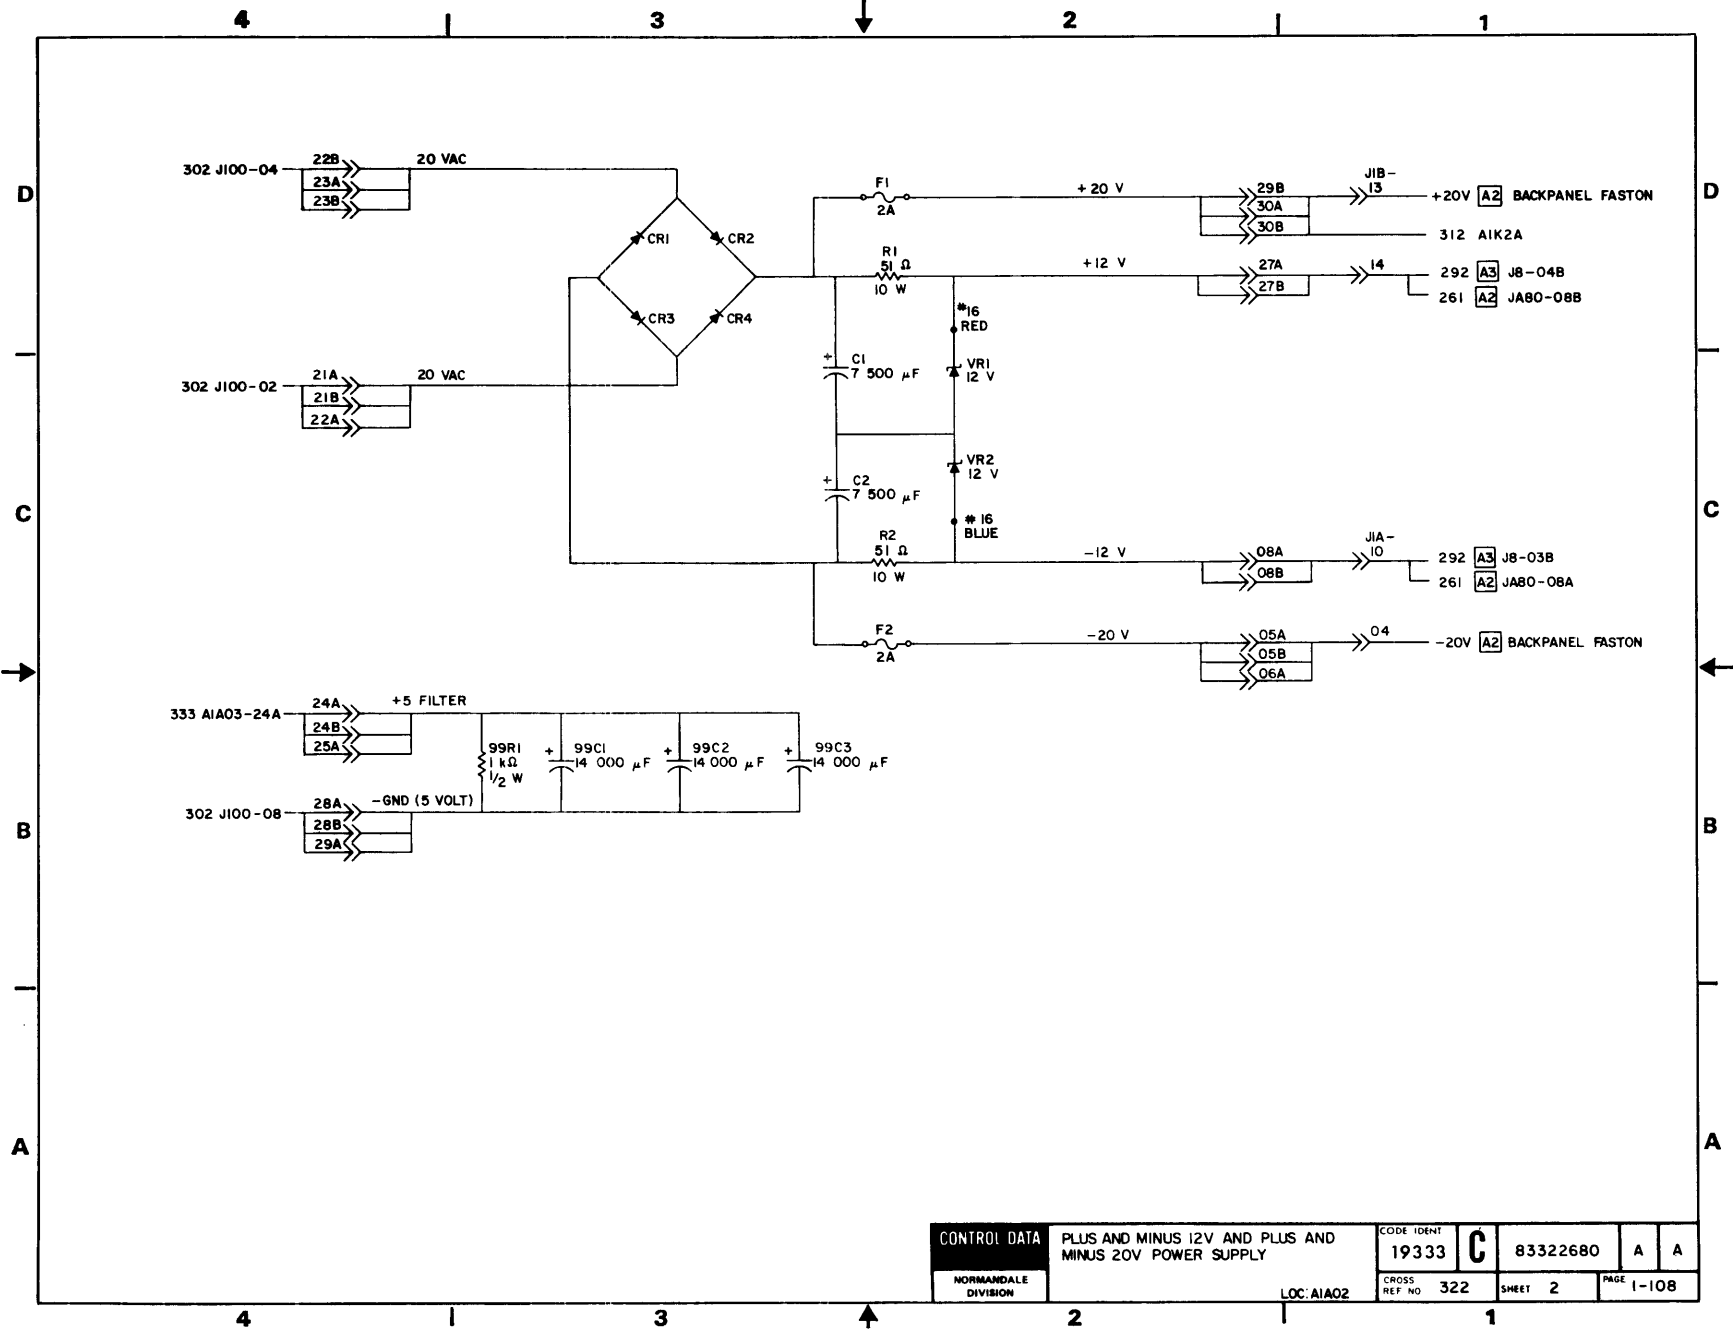 4 3 2 1
D
302 J100-04
22B
23A
23B
20 VAC
CR1
CR2
CR3
CR4
F1
2A
+20 V
29B
30A
30B
J1B-
13
+20V A2 BACKPANEL FASTON
312 A1K2A
D
R1
51 Ω
10 W
+12 V
27A
27B
14
292 A3 J8-04B
261 A2 JA80-08B
#16
RED
302 J100-02
21A
21B
22A
20 VAC
+ C1
7 500 μF
VR1
12 V
+ C2
7 500 μF
VR2
12 V
C
#16
BLUE
C
R2
51 Ω
10 W
-12 V
08A
08B
J1A-
10
292 A3 J8-03B
261 A2 JA80-08A
F2
2A
-20 V
05A
05B
06A
04
-20V A2 BACKPANEL FASTON
333 A1A03-24A
24A
24B
25A
+5 FILTER
99R1
1 kΩ
1/2 W
+ 99C1
14 000 μF
+ 99C2
14 000 μF
+ 99C3
14 000 μF
302 J100-08
28A
28B
29A
-GND (5 VOLT)
B
B
A
A
CONTROL DATA
NORMANDALE
DIVISION
PLUS AND MINUS 12V AND PLUS AND
MINUS 20V POWER SUPPLY
LOC: A1A02
CODE IDENT
19333
C
83322680
A
A
CROSS
REF NO 322
SHEET 2
PAGE 1-108
4 3 2 1